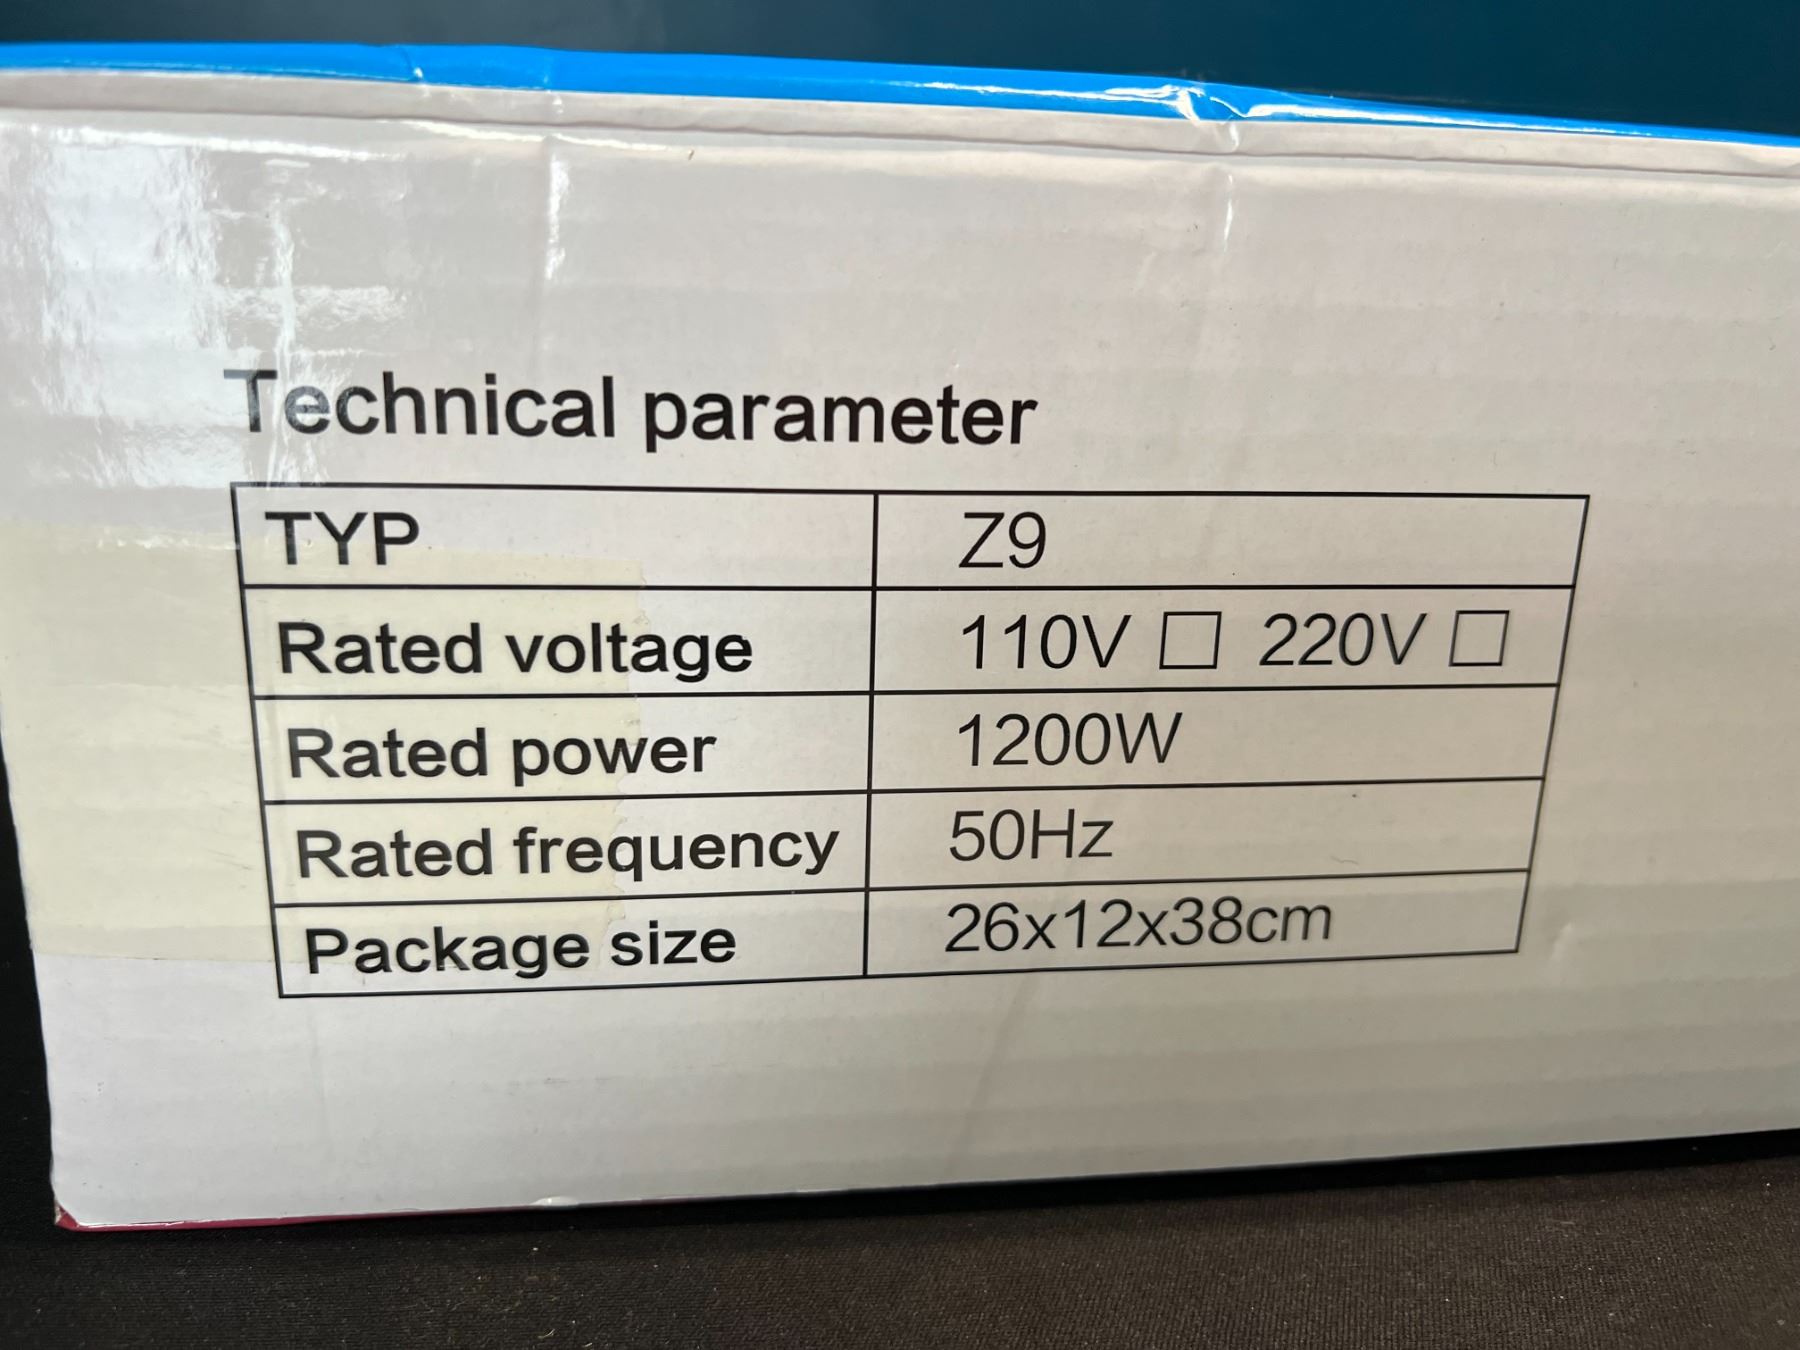 Technical parameter
TYP Z9
Rated voltage 110V □ 220V □
Rated power 1200W
Rated frequency 50Hz
Package size 26x12x38cm